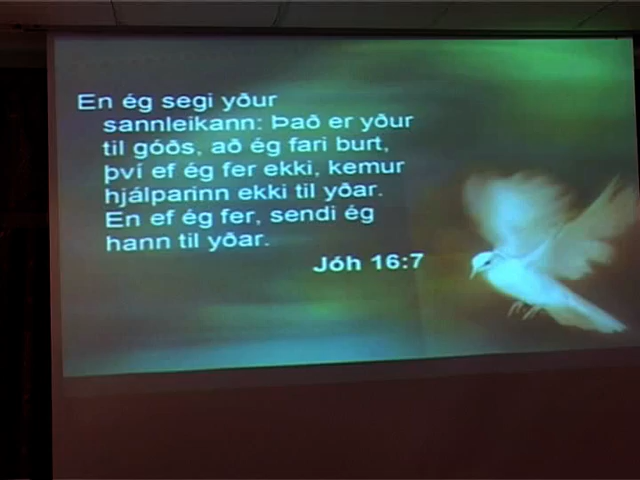 En ég segi yður
sannleikann: Það er yður
til góðs, að ég fari burt,
því ef ég fer ekki, kemur
hjálparinn ekki til yðar.
En ef ég fer, sendi ég
hann til yðar.
Jóh 16:7